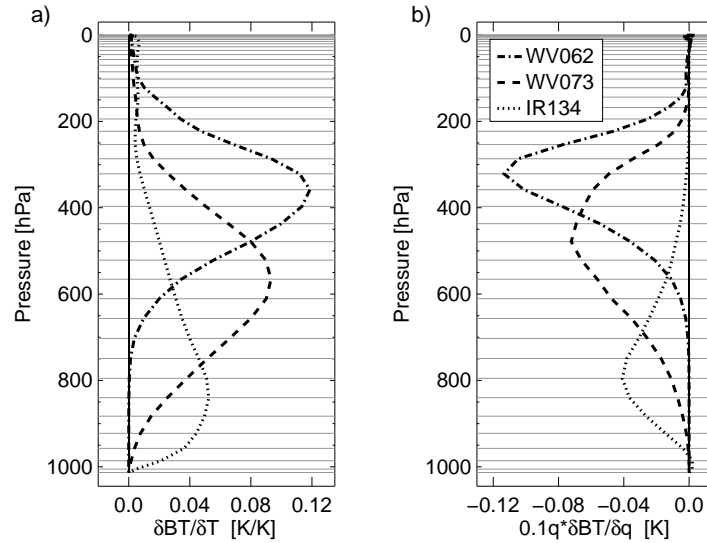 a)
0
200
400
600
800
1000
Pressure [hPa]
0.0 0.04 0.08 0.12
δBT/δT [K/K]
b)
0
200
400
600
800
1000
Pressure [hPa]
WV062
WV073
IR134
−0.12 −0.08 −0.04 0.0
0.1q*δBT/δq [K]